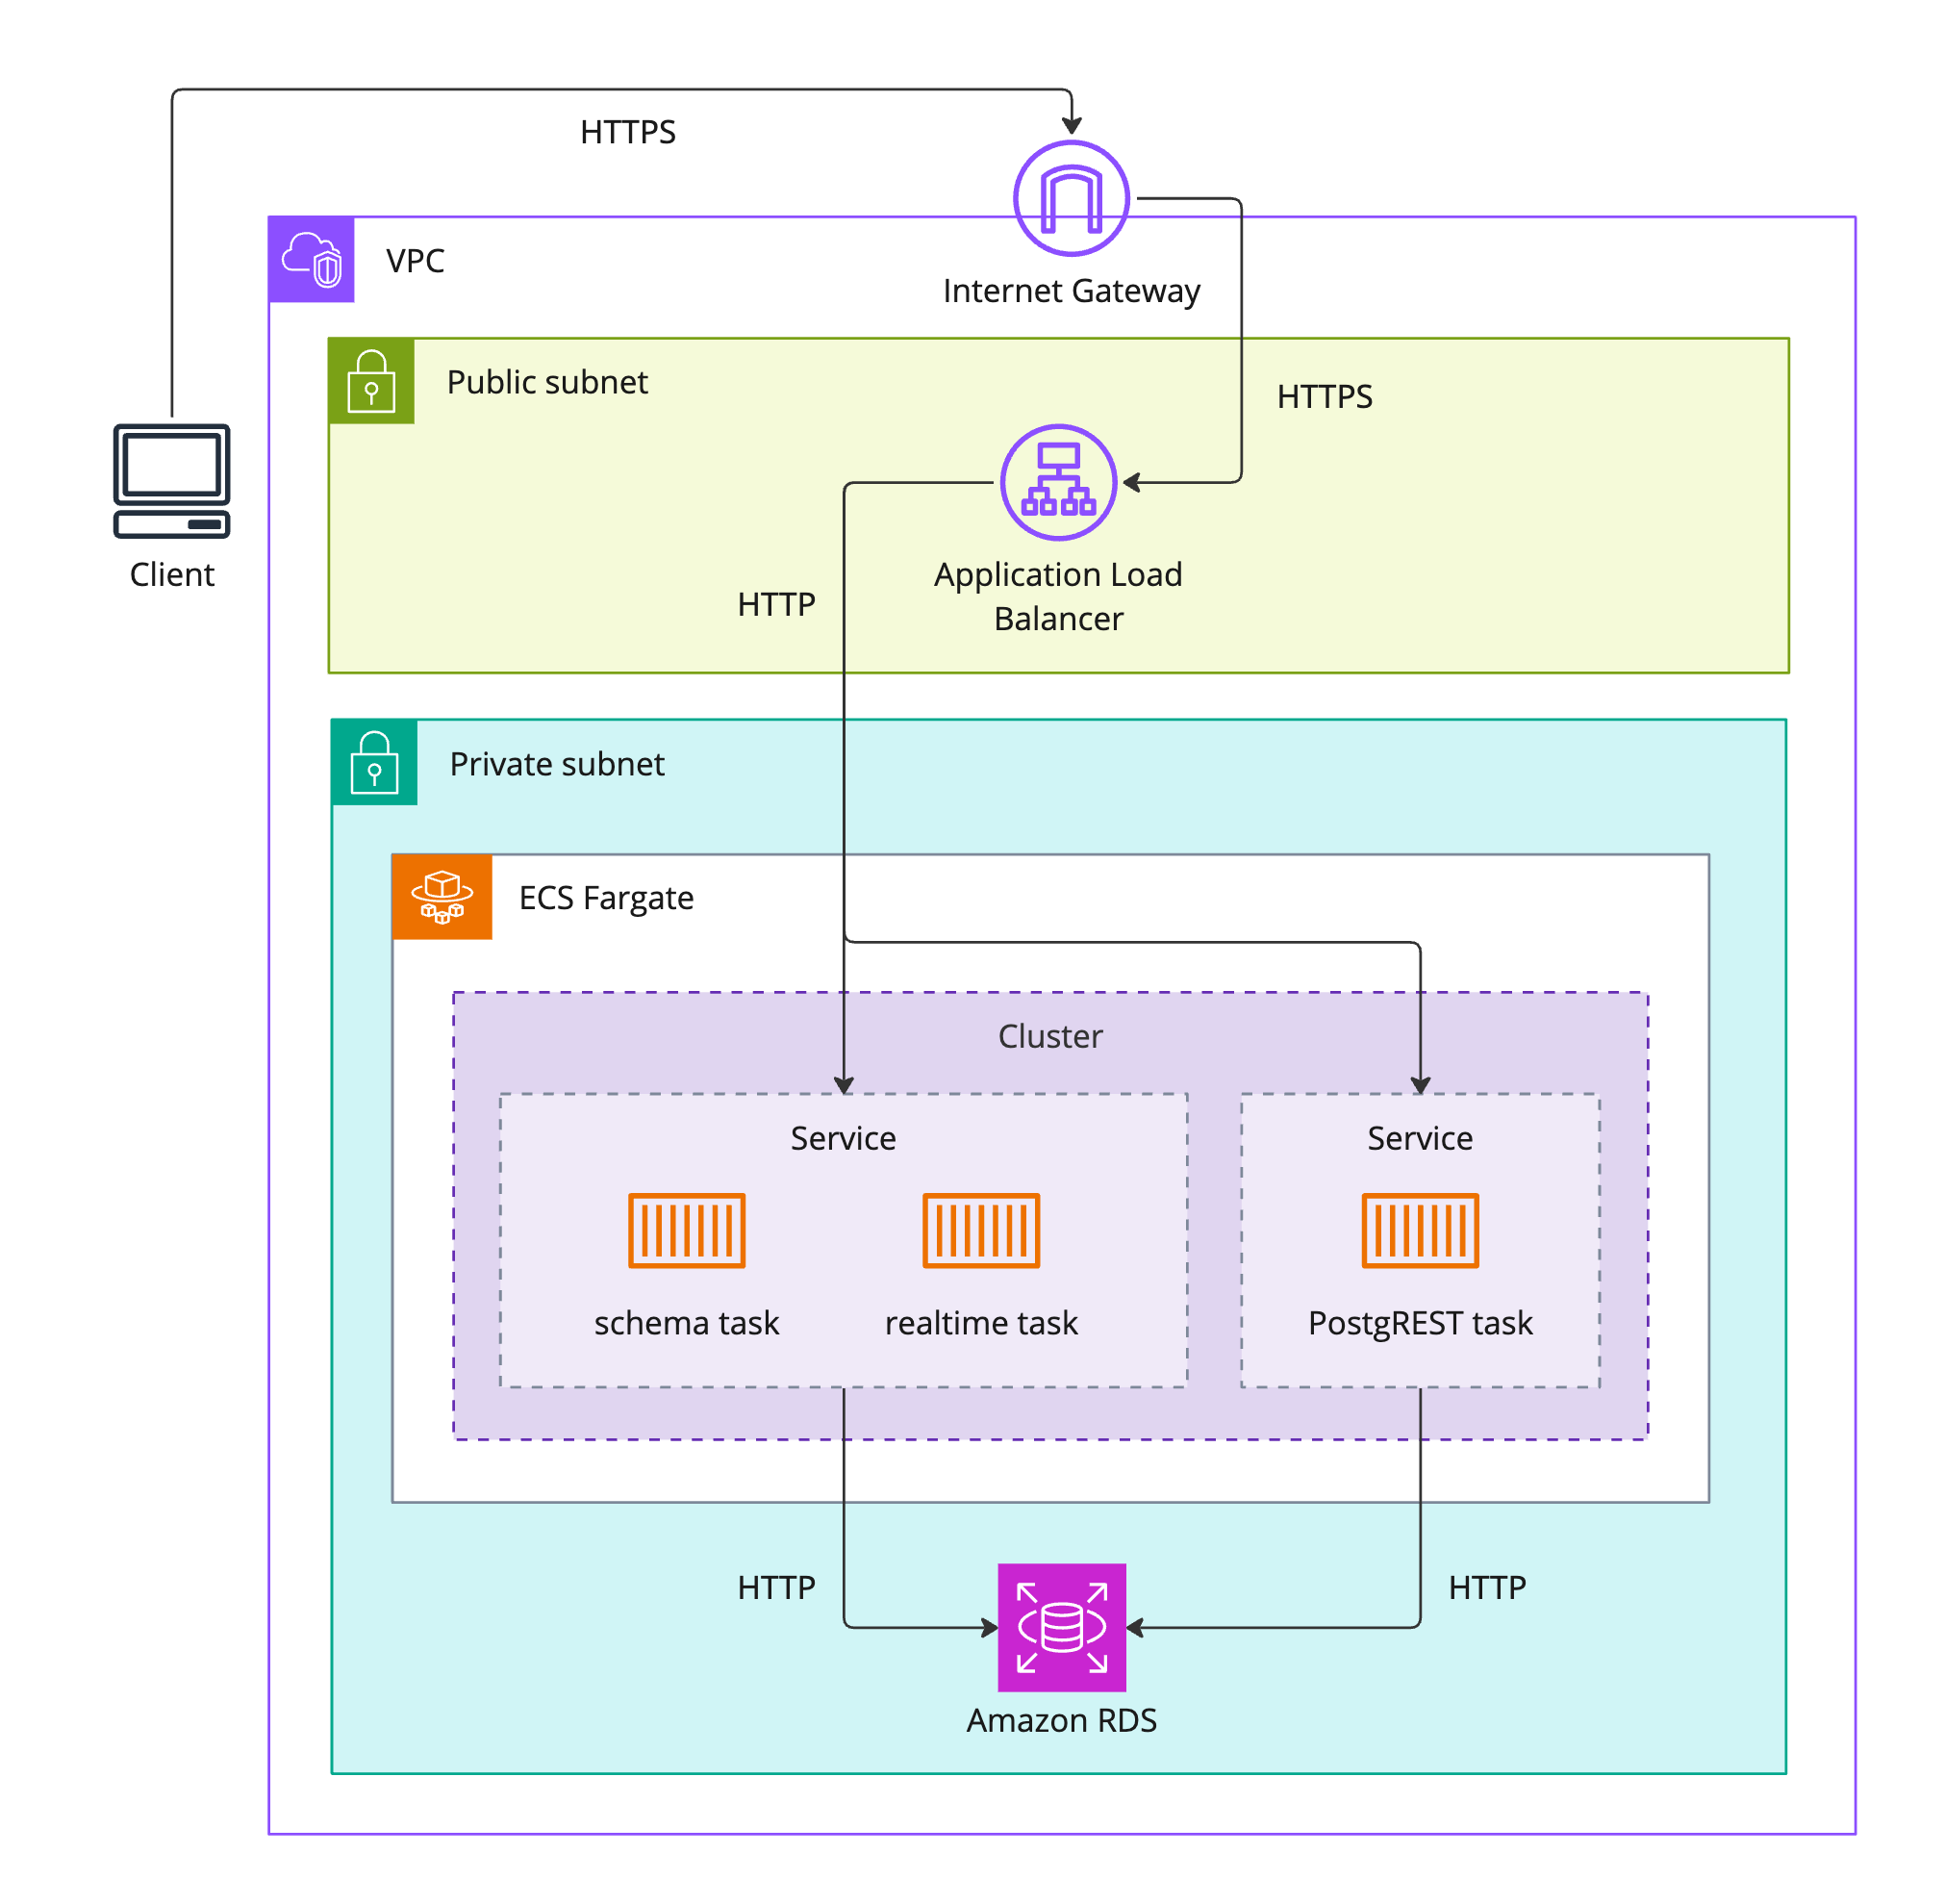 HTTPS
VPC
Internet Gateway
Public subnet
HTTPS
Client
Application Load
Balancer
HTTP
Private subnet
ECS Fargate
Cluster
Service
Service
schema task
realtime task
PostgREST task
HTTP
HTTP
Amazon RDS